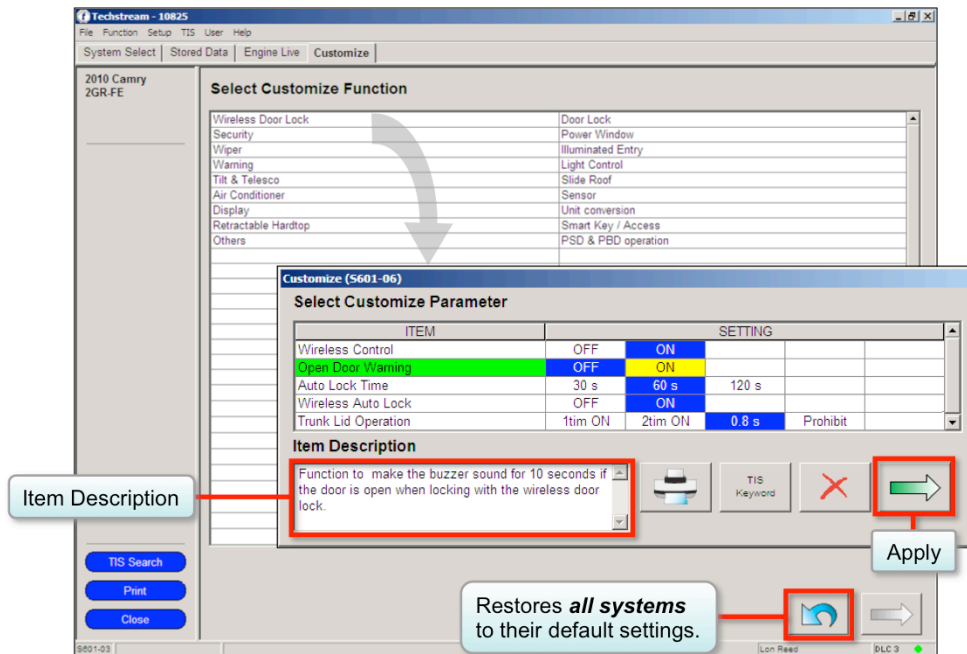 Techstream - 10825
File Function Setup TIS User Help
System Select Stored Data Engine Live Customize
2010 Camry
2GR-FE
Select Customize Function
Wireless Door Lock Door Lock
Security Power Window
Wiper Illuminated Entry
Warning Light Control
Tilt & Telesco Slide Roof
Air Conditioner Sensor
Display Unit conversion
Retractable Hardtop Smart Key / Access
Others PSD & PBD operation
Customize (S601-06)
Select Customize Parameter
ITEM SETTING
Wireless Control OFF ON
Open Door Warning OFF ON
Auto Lock Time 30 s 60 s 120 s
Wireless Auto Lock OFF ON
Trunk Lid Operation 1tim ON 2tim ON 0.8 s Prohibit
Item Description
Function to make the buzzer sound for 10 seconds if
the door is open when locking with the wireless door
lock.
TIS
Keyword
Item Description
Apply
TIS Search
Print
Close
Restores all systems
to their default settings.
S601-03 Lon Reed DLC 3